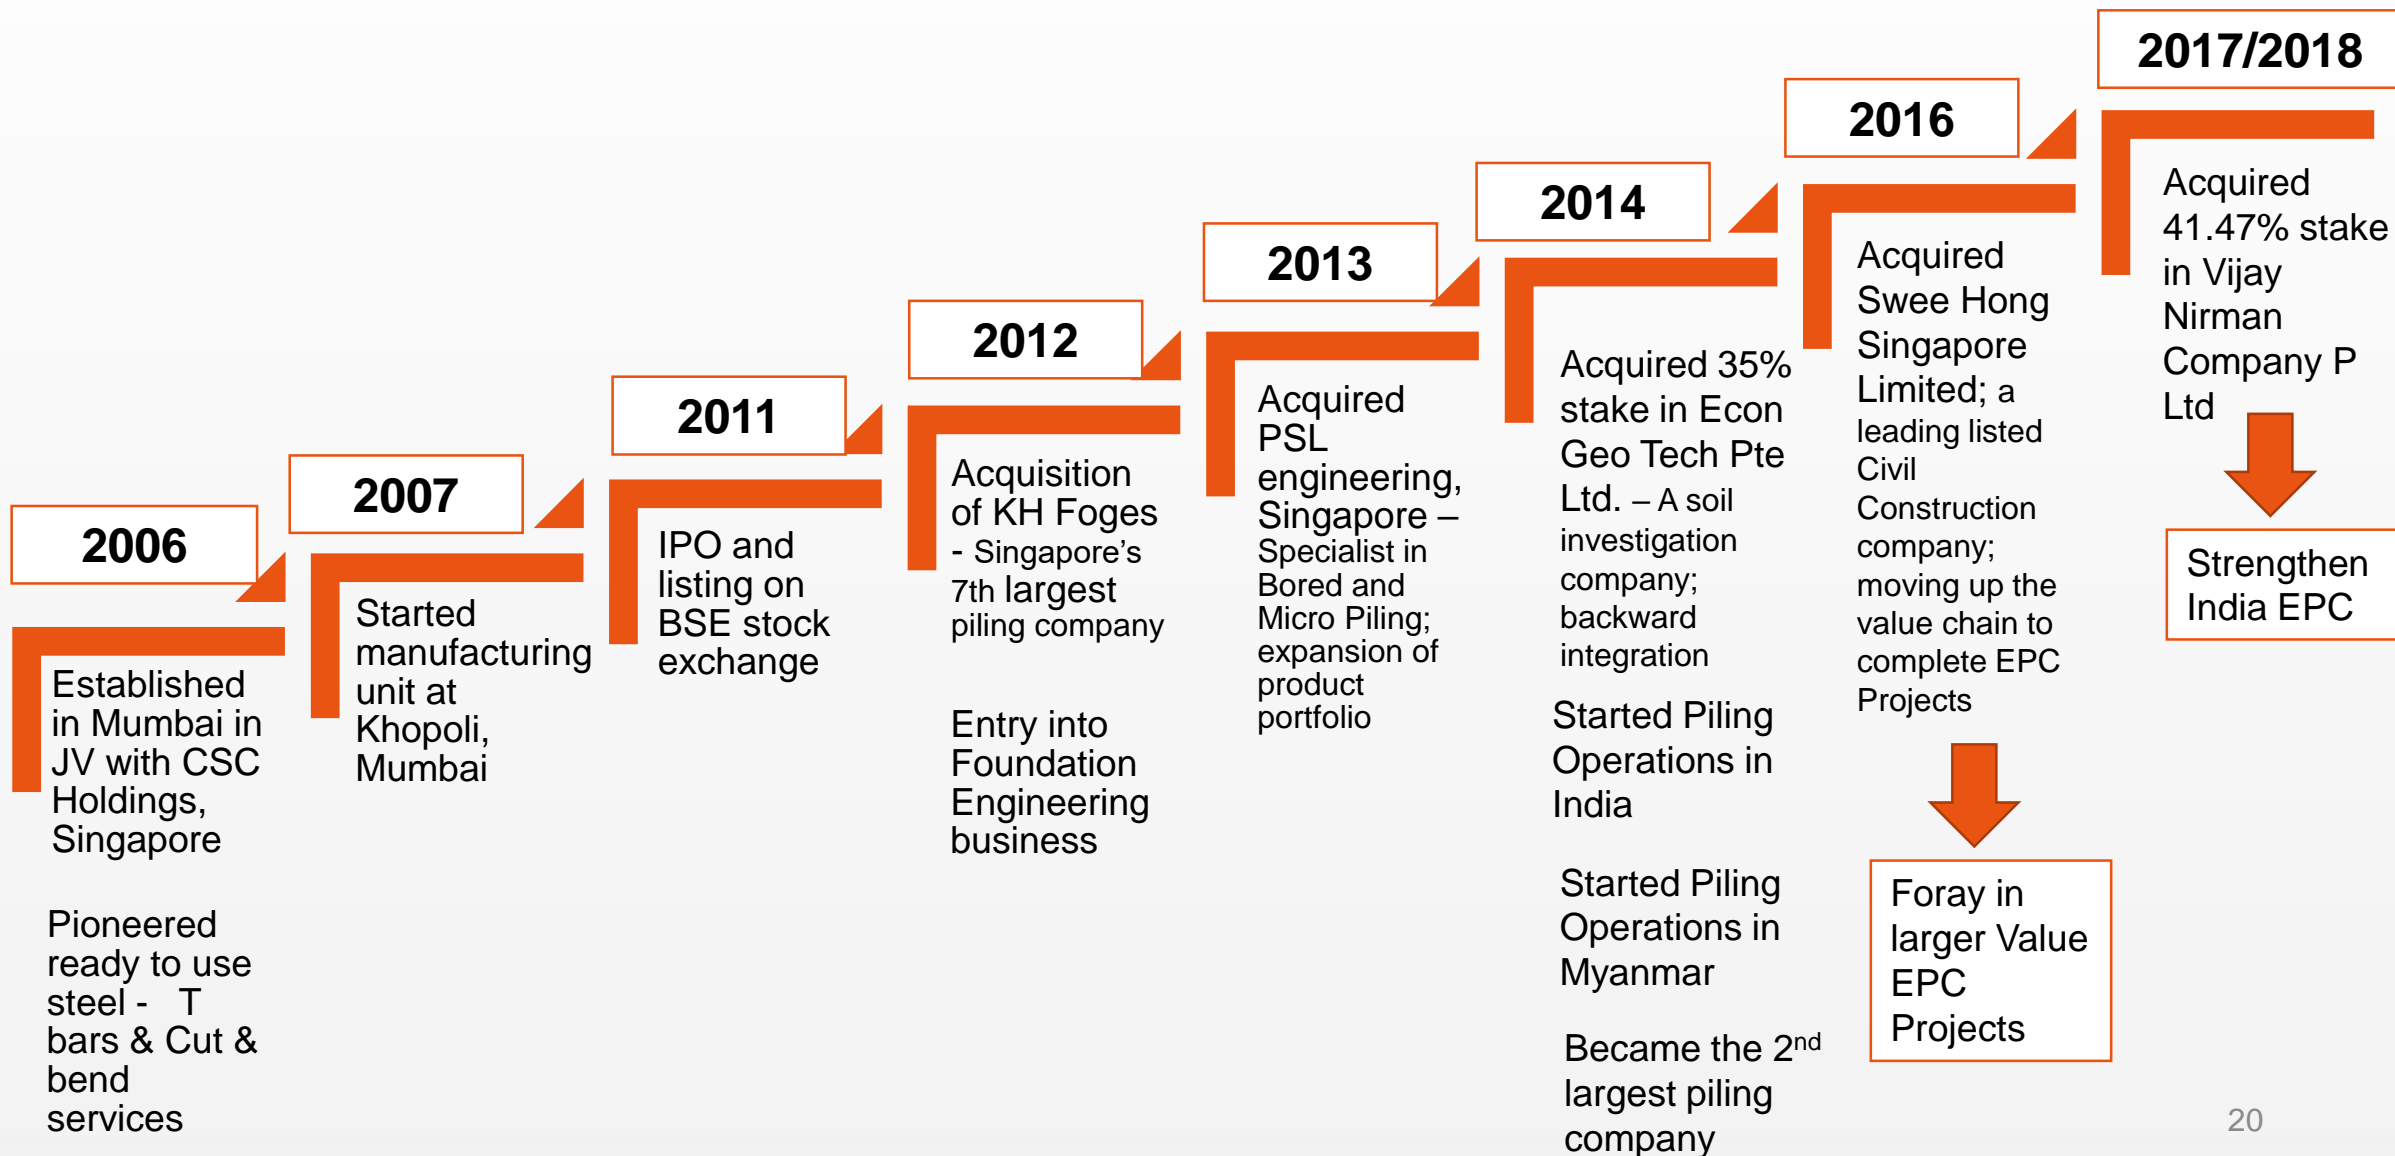 2006
Established
in Mumbai in
JV with CSC
Holdings,
Singapore
Pioneered
ready to use
steel - T
bars & Cut &
bend
services
2007
Started
manufacturing
unit at
Khopoli,
Mumbai
2011
IPO and
listing on
BSE stock
exchange
2012
Acquisition
of KH Foges
- Singapore’s
7th largest
piling company
Entry into
Foundation
Engineering
business
2013
Acquired
PSL
engineering,
Singapore –
Specialist in
Bored and
Micro Piling;
expansion of
product
portfolio
2014
Acquired 35%
stake in Econ
Geo Tech Pte
Ltd. – A soil
investigation
company;
backward
integration
Started Piling
Operations in
India
Started Piling
Operations in
Myanmar
Became the 2nd
largest piling
company
2016
Acquired
Swee Hong
Singapore
Limited; a
leading listed
Civil
Construction
company;
moving up the
value chain to
complete EPC
Projects
Foray in
larger Value
EPC
Projects
2017/2018
Acquired
41.47% stake
in Vijay
Nirman
Company P
Ltd
Strengthen
India EPC
20